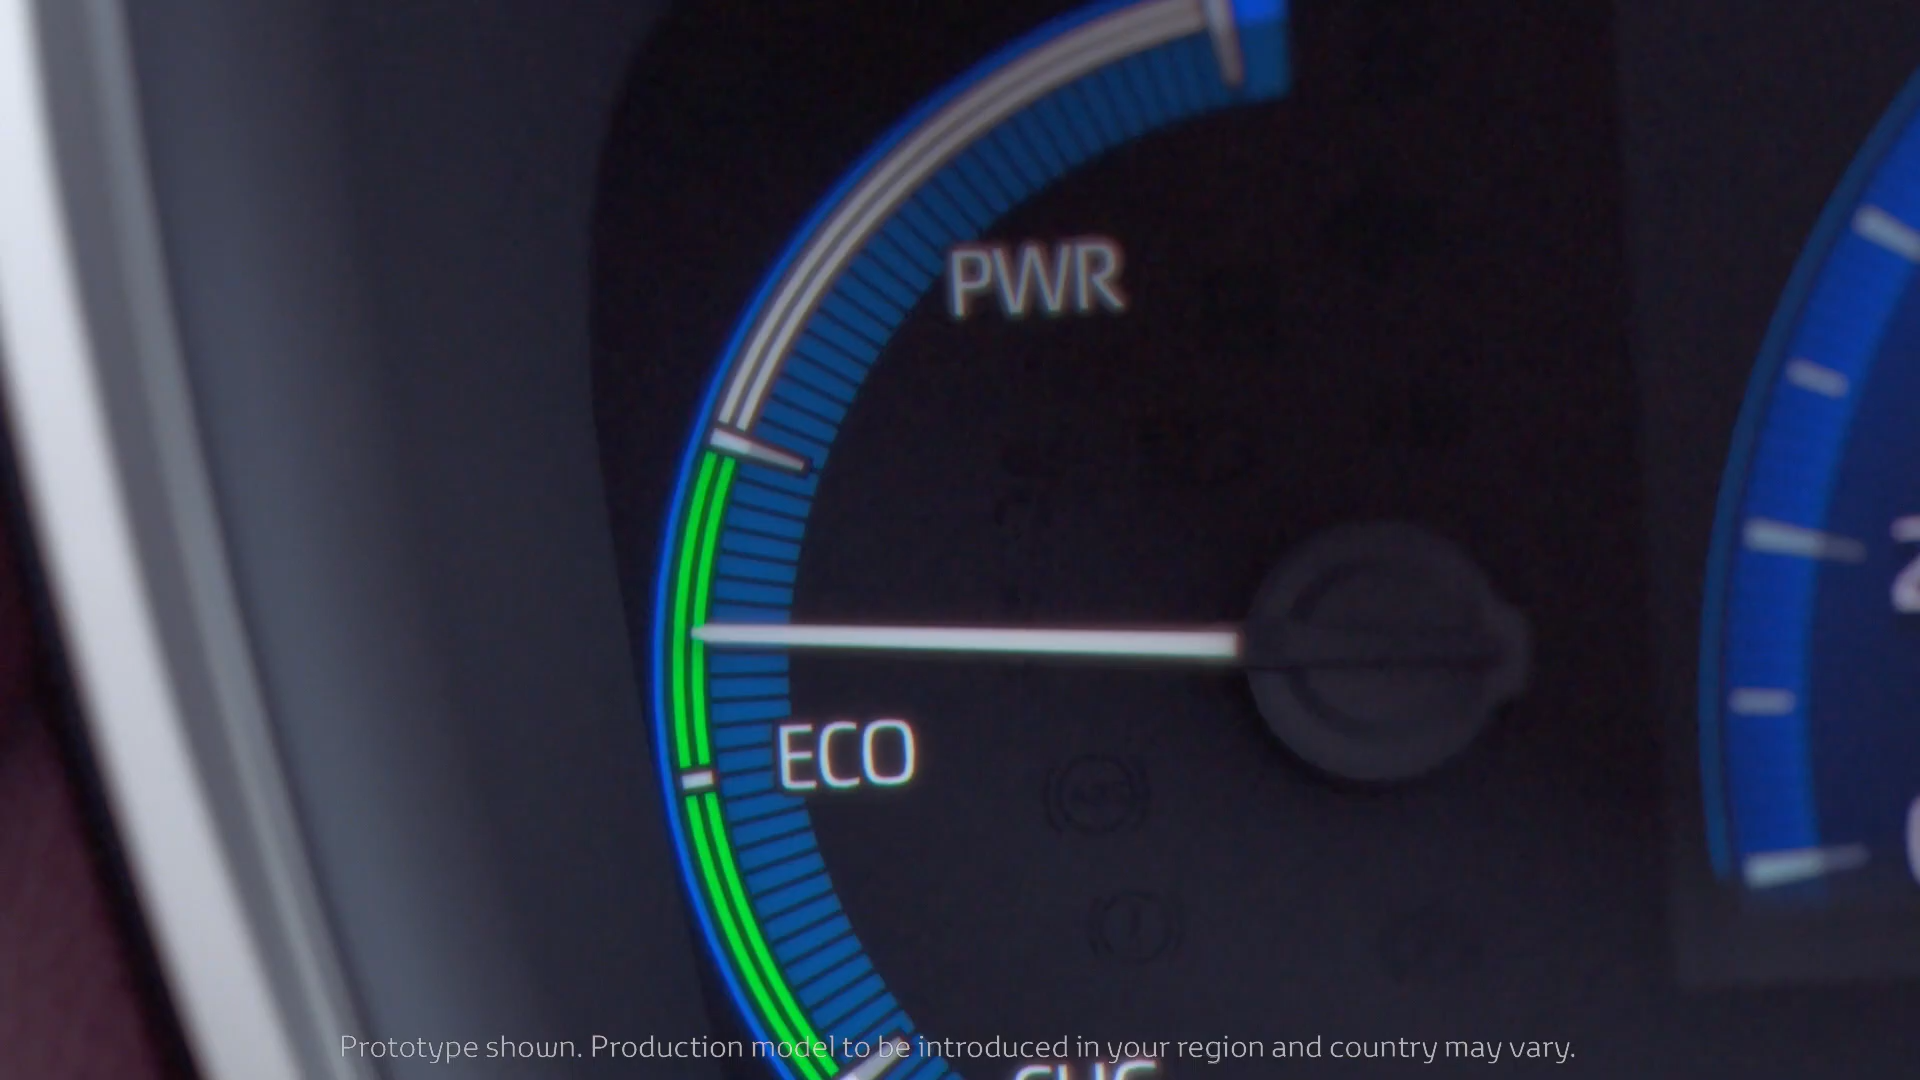 PWR
ECO
Prototype shown. Production model to be introduced in your region and country may vary.